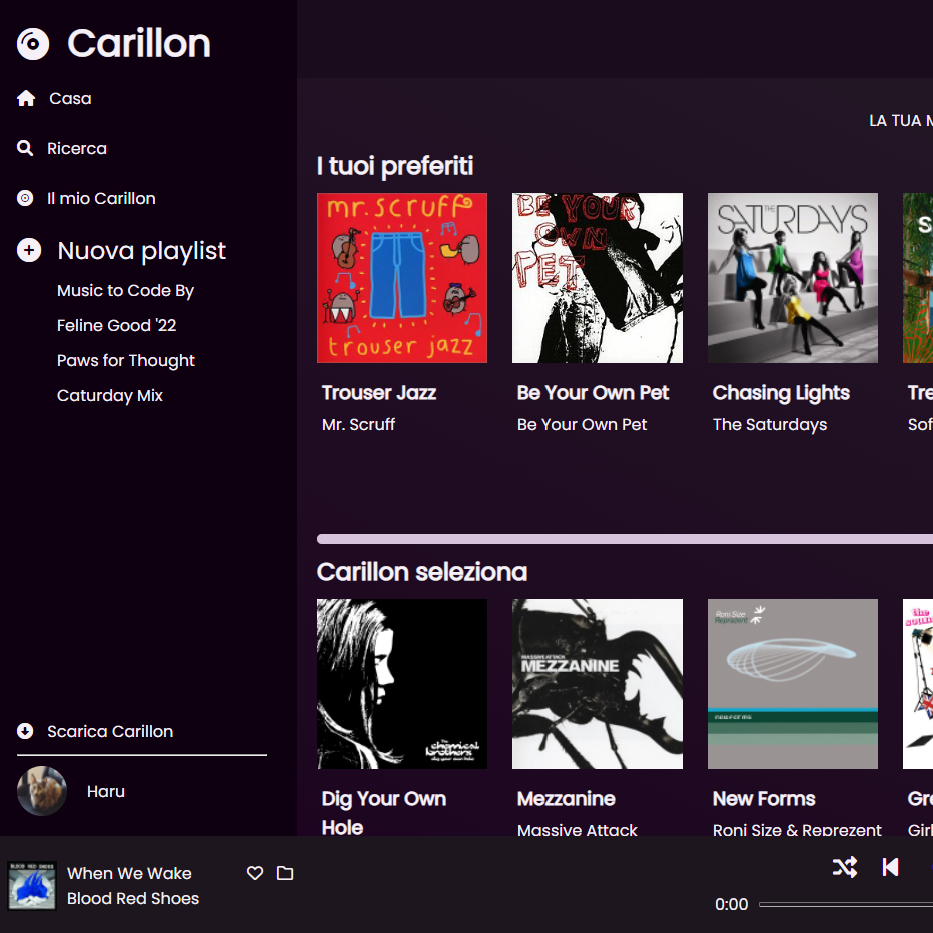 Carillon
Casa
Ricerca
Il mio Carillon
Nuova playlist
Music to Code By
Feline Good '22
Paws for Thought
Caturday Mix
Scarica Carillon
Haru
LA TUA M
I tuoi preferiti
mr. scruff
trouser jazz
BE YOUR
OWN
PET
THE
SATURDAYS
S
Trouser Jazz
Mr. Scruff
Be Your Own Pet
Be Your Own Pet
Chasing Lights
The Saturdays
Tre
Sof
Carillon seleziona
the
chemical
brothers
dig your own hole
MASSIVE ATTACK
MEZZANINE
Roni Size
Reprazent
new forms
the
soun
Dig Your Own
Hole
Mezzanine
Massive Attack
New Forms
Roni Size & Reprezent
Gre
Girl
BLOOD RED SHOES
When We Wake
Blood Red Shoes
0:00